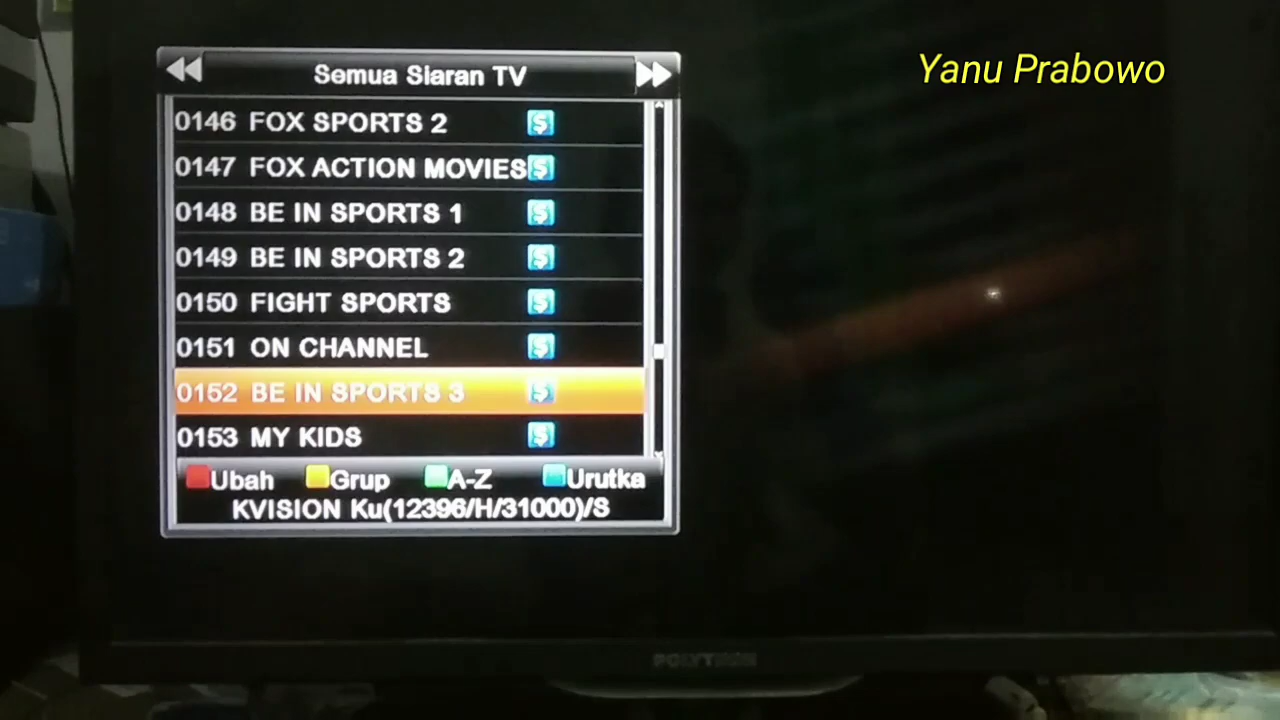 Yanu Prabowo
Semua Siaran TV
0146 FOX SPORTS 2 $
0147 FOX ACTION MOVIES $
0148 BE IN SPORTS 1 $
0149 BE IN SPORTS 2 $
0150 FIGHT SPORTS $
0151 ON CHANNEL $
0152 BE IN SPORTS 3 $
0153 MY KIDS $
Ubah Grup A-Z Urutka
KVISION Ku(12396/H/31000)/S
POLYTRON